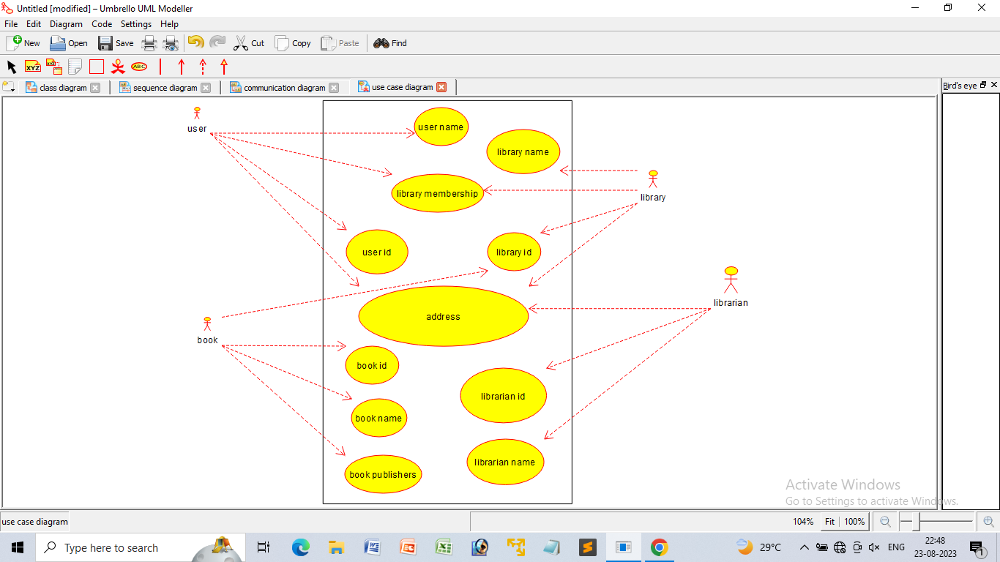 Untitled [modified] – Umbrello UML Modeller
File Edit Diagram Code Settings Help
New Open Save Cut Copy Paste Find
XYZ XYZ ABC
class diagram sequence diagram communication diagram use case diagram Bird's eye
user name
user
library name
library membership
library
user id library id
librarian
address
book
book id
librarian id
book name
librarian name
book publishers
Activate Windows
Go to Settings to activate Windows.
use case diagram 104% Fit 100%
Type here to search 29°C ENG 22:48
23-08-2023 1